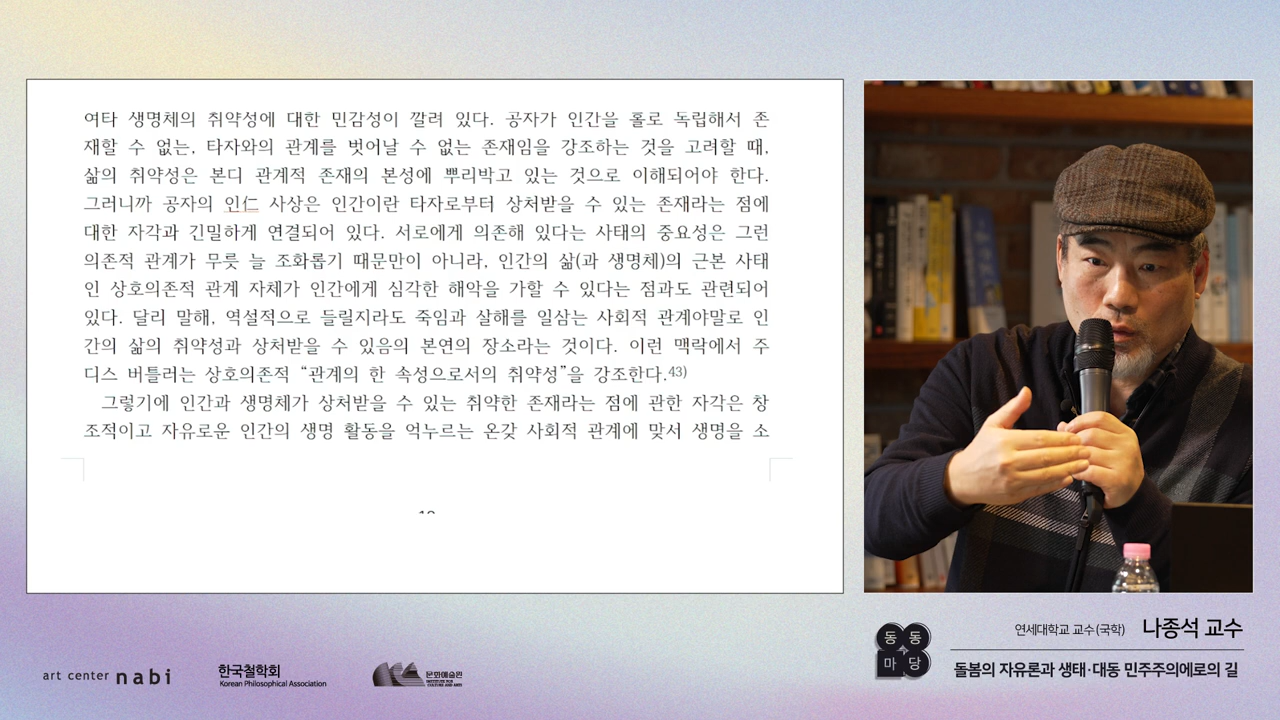 여타 생명체의 취약성에 대한 민감성이 깔려 있다. 공자가 인간을 홀로 독립해서 존
재할 수 없는, 타자와의 관계를 벗어날 수 없는 존재임을 강조하는 것을 고려할 때,
삶의 취약성은 본디 관계적 존재의 본성에 뿌리박고 있는 것으로 이해되어야 한다.
그러니까 공자의 인仁 사상은 인간이란 타자로부터 상처받을 수 있는 존재라는 점에
대한 자각과 긴밀하게 연결되어 있다. 서로에게 의존해 있다는 사태의 중요성은 그런
의존적 관계가 무릇 늘 조화롭기 때문만이 아니라, 인간의 삶(과 생명체)의 근본 사태
인 상호의존적 관계 자체가 인간에게 심각한 해악을 가할 수 있다는 점과도 관련되어
있다. 달리 말해, 역설적으로 들릴지라도 죽임과 살해를 일삼는 사회적 관계야말로 인
간의 삶의 취약성과 상처받을 수 있음의 본연의 장소라는 것이다. 이런 맥락에서 주
디스 버틀러는 상호의존적 “관계의 한 속성으로서의 취약성”을 강조한다.43)
그렇기에 인간과 생명체가 상처받을 수 있는 취약한 존재라는 점에 관한 자각은 창
조적이고 자유로운 인간의 생명 활동을 억누르는 온갖 사회적 관계에 맞서 생명을 소
동동
마당
연세대학교 교수(국학) 나종석 교수
돌봄의 자유론과 생태·대동 민주주의에로의 길
art center nabi
한국철학회
Korean Philosophical Association
문화예술원
INSTITUTE FOR
CULTURE AND ARTS